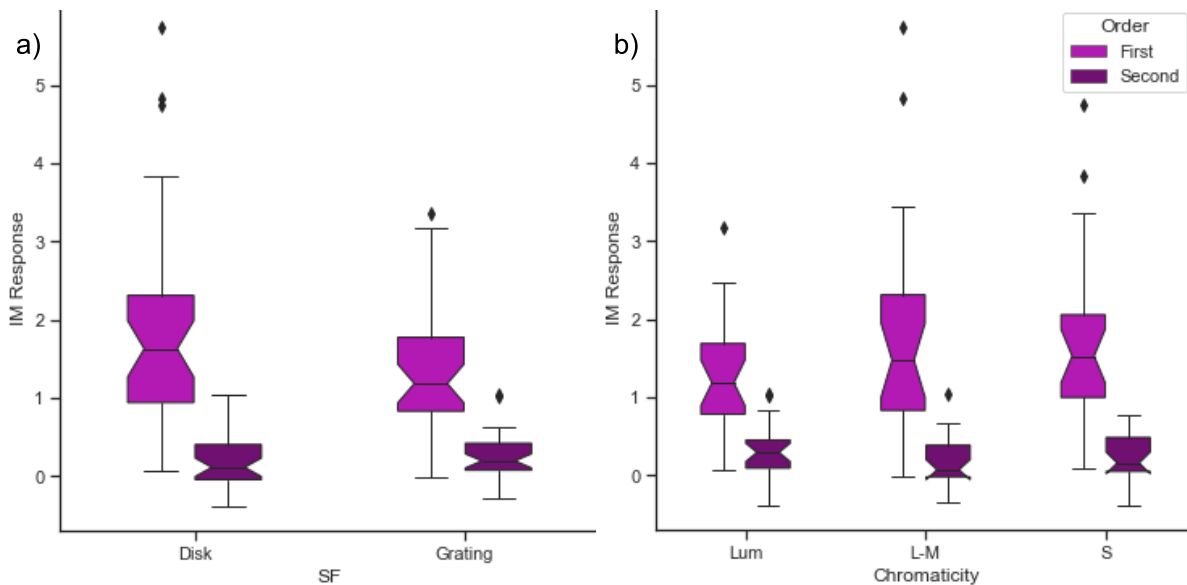 a)
IM Response
5
4
3
2
1
0
Disk
Grating
SF
b)
IM Response
5
4
3
2
1
0
Lum
L-M
S
Chromaticity
Order
First
Second